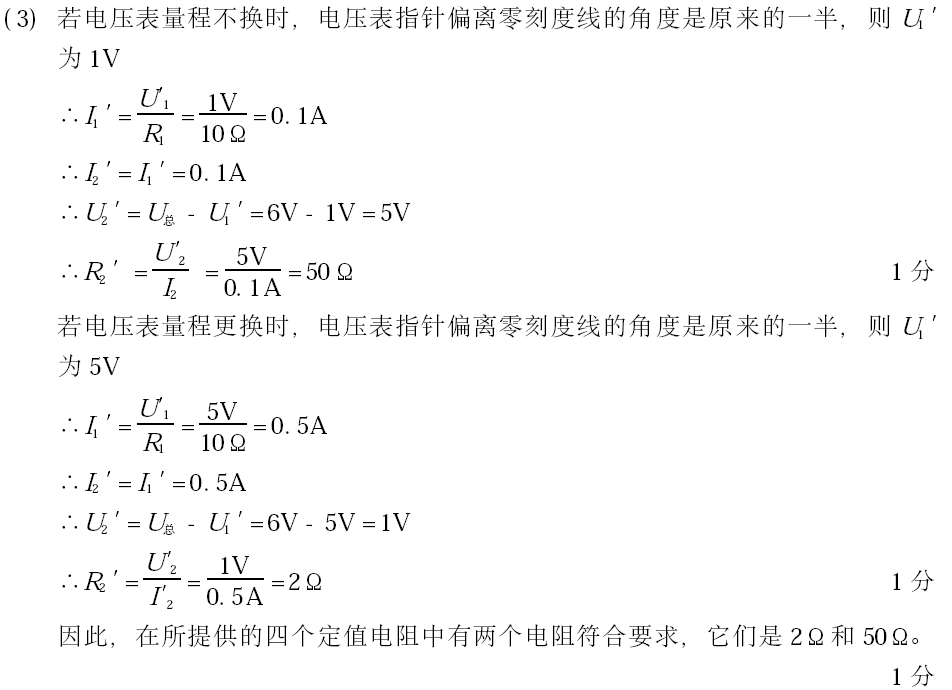 (3) 若电压表量程不换时，电压表指针偏离零刻度线的角度是原来的一半，则 U₁′
为 1V
∴I₁′=U′₁/R₁=1V/10Ω=0.1A
∴I₂′=I₁′=0.1A
∴U₂′=U总-U₁′=6V-1V=5V
∴R₂′=U′₂/I₂=5V/0.1A=50Ω 1分
若电压表量程更换时，电压表指针偏离零刻度线的角度是原来的一半，则 U₁′
为 5V
∴I₁′=U′₁/R₁=5V/10Ω=0.5A
∴I₂′=I₁′=0.5A
∴U₂′=U总-U₁′=6V-5V=1V
∴R₂′=U′₂/I′₂=1V/0.5A=2Ω 1分
因此，在所提供的四个定值电阻中有两个电阻符合要求，它们是 2Ω和 50Ω。
1分